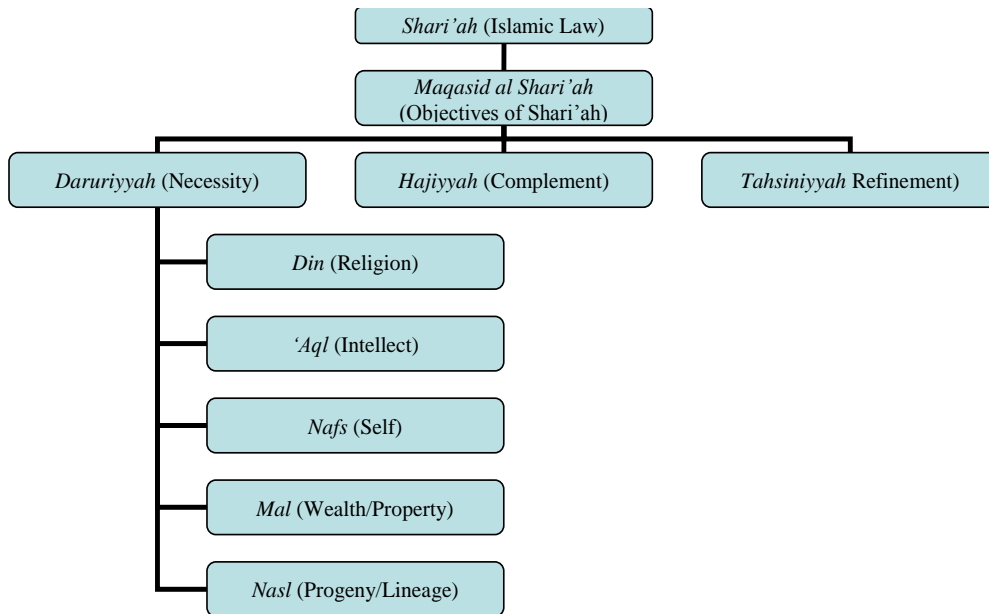 Shari’ah (Islamic Law)
Maqasid al Shari’ah
(Objectives of Shari’ah)
Daruriyyah (Necessity)
Hajiyyah (Complement)
Tahsiniyyah Refinement)
Din (Religion)
‘Aql (Intellect)
Nafs (Self)
Mal (Wealth/Property)
Nasl (Progeny/Lineage)